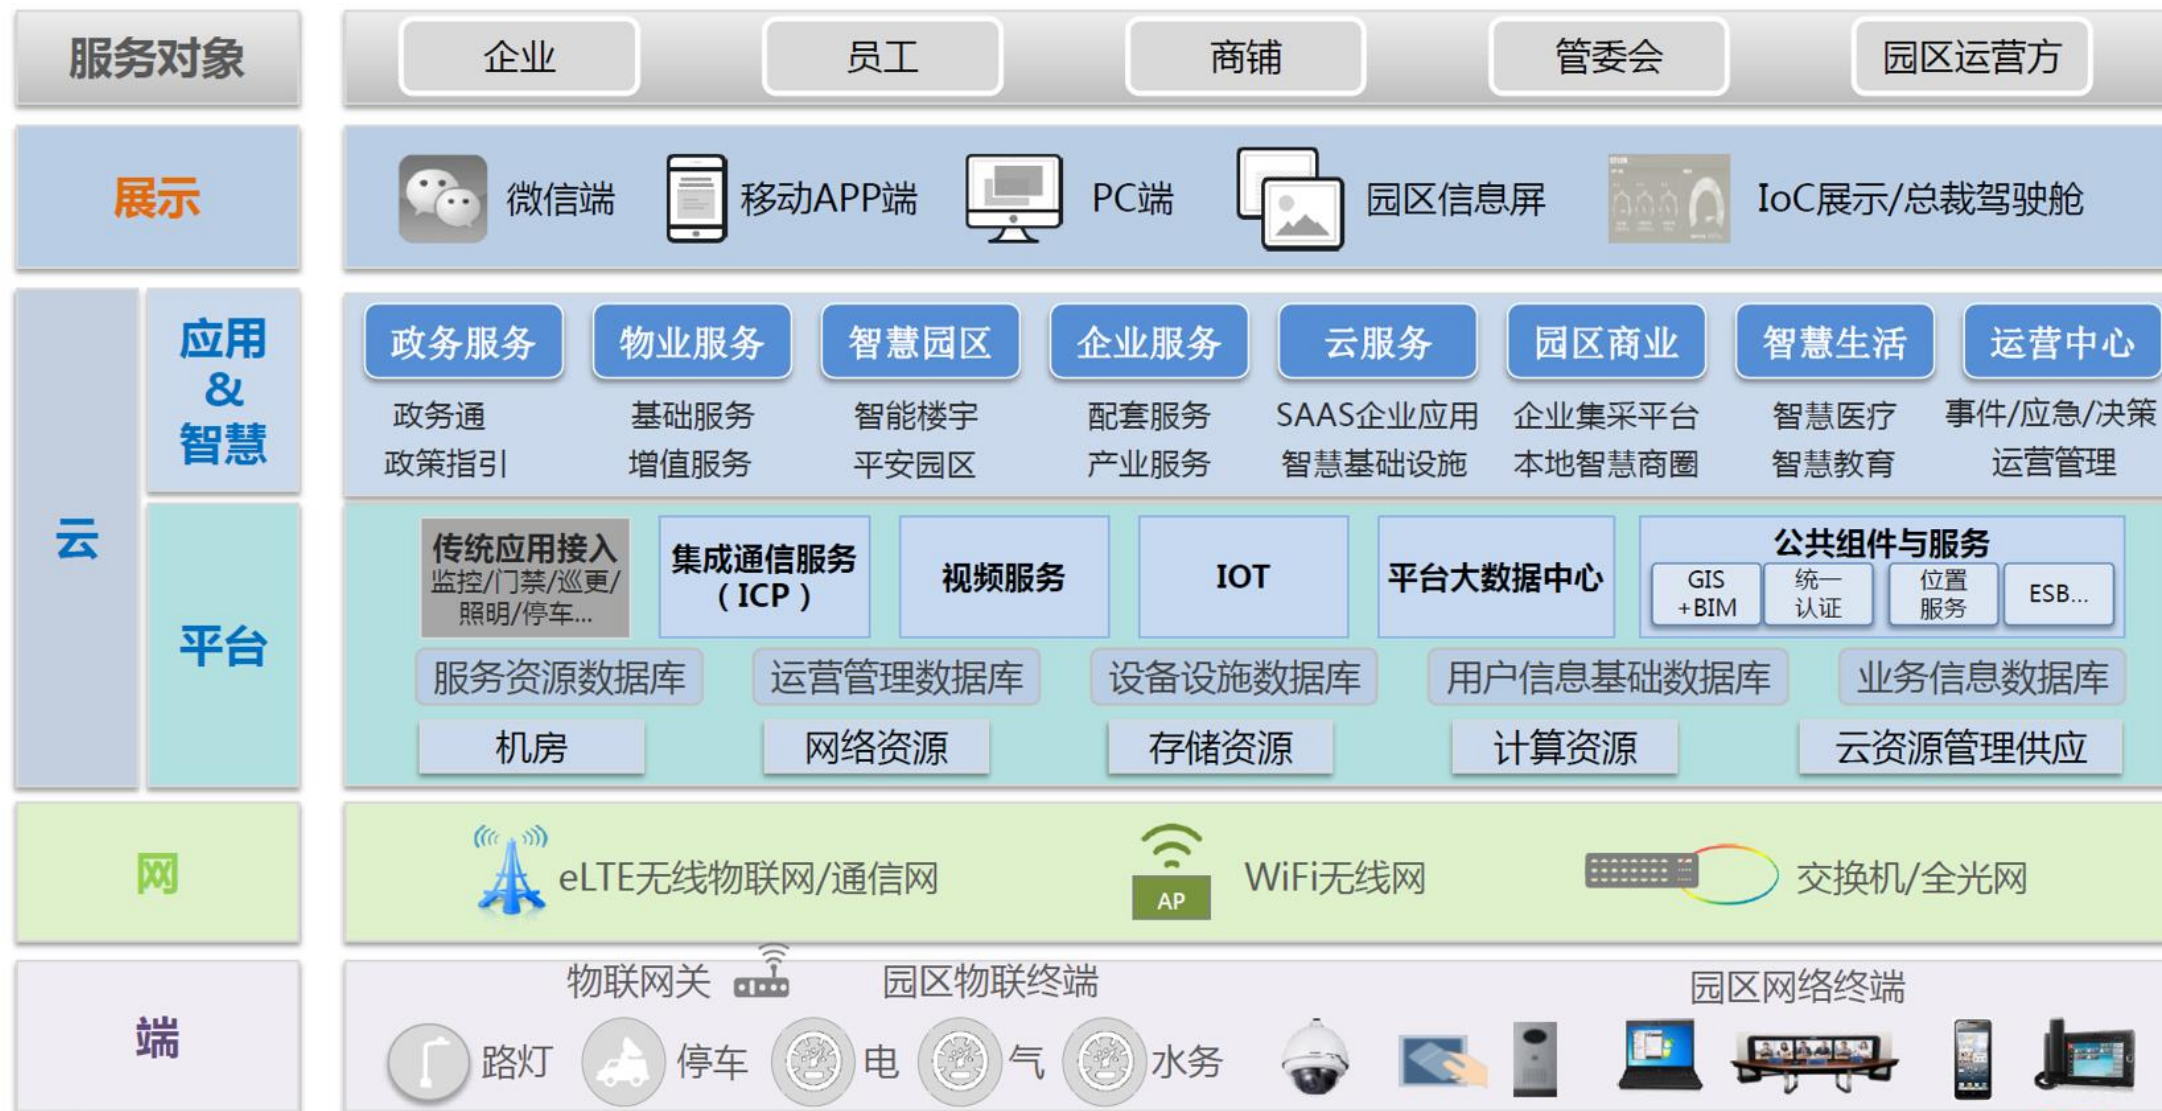 服务对象
企业
员工
商铺
管委会
园区运营方
展示
微信端
移动APP端
PC端
园区信息屏
IoC展示/总裁驾驶舱
云
应用
&
智慧
政务服务
物业服务
智慧园区
企业服务
云服务
园区商业
智慧生活
运营中心
政务通
基础服务
智能楼宇
配套服务
SAAS企业应用
企业集采平台
智慧医疗
事件/应急/决策
政策指引
增值服务
平安园区
产业服务
智慧基础设施
本地智慧商圈
智慧教育
运营管理
平台
传统应用接入
监控/门禁/巡更/
照明/停车...
集成通信服务
（ICP）
视频服务
IOT
平台大数据中心
公共组件与服务
GIS
+BIM
统一
认证
位置
服务
ESB...
服务资源数据库
运营管理数据库
设备设施数据库
用户信息基础数据库
业务信息数据库
机房
网络资源
存储资源
计算资源
云资源管理供应
网
eLTE无线物联网/通信网
AP
WiFi无线网
交换机/全光网
端
物联网关
园区物联终端
园区网络终端
路灯
停车
电
气
水务